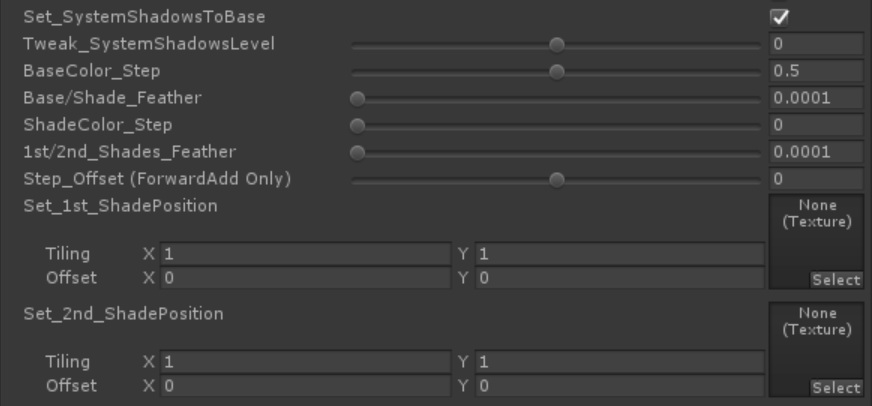 Set_SystemShadowsToBase
Tweak_SystemShadowsLevel 0
BaseColor_Step 0.5
Base/Shade_Feather 0.0001
ShadeColor_Step 0
1st/2nd_Shades_Feather 0.0001
Step_Offset (ForwardAdd Only) 0
Set_1st_ShadePosition None
(Texture)
Tiling X 1 Y 1
Offset X 0 Y 0
Select
Set_2nd_ShadePosition None
(Texture)
Tiling X 1 Y 1
Offset X 0 Y 0
Select